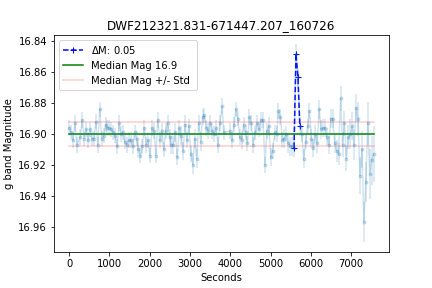 DWF212321.831-671447.207_160726
16.84
16.86
16.88
16.90
16.92
16.94
16.96
g band Magnitude
ΔM: 0.05
Median Mag 16.9
Median Mag +/- Std
0 1000 2000 3000 4000 5000 6000 7000
Seconds